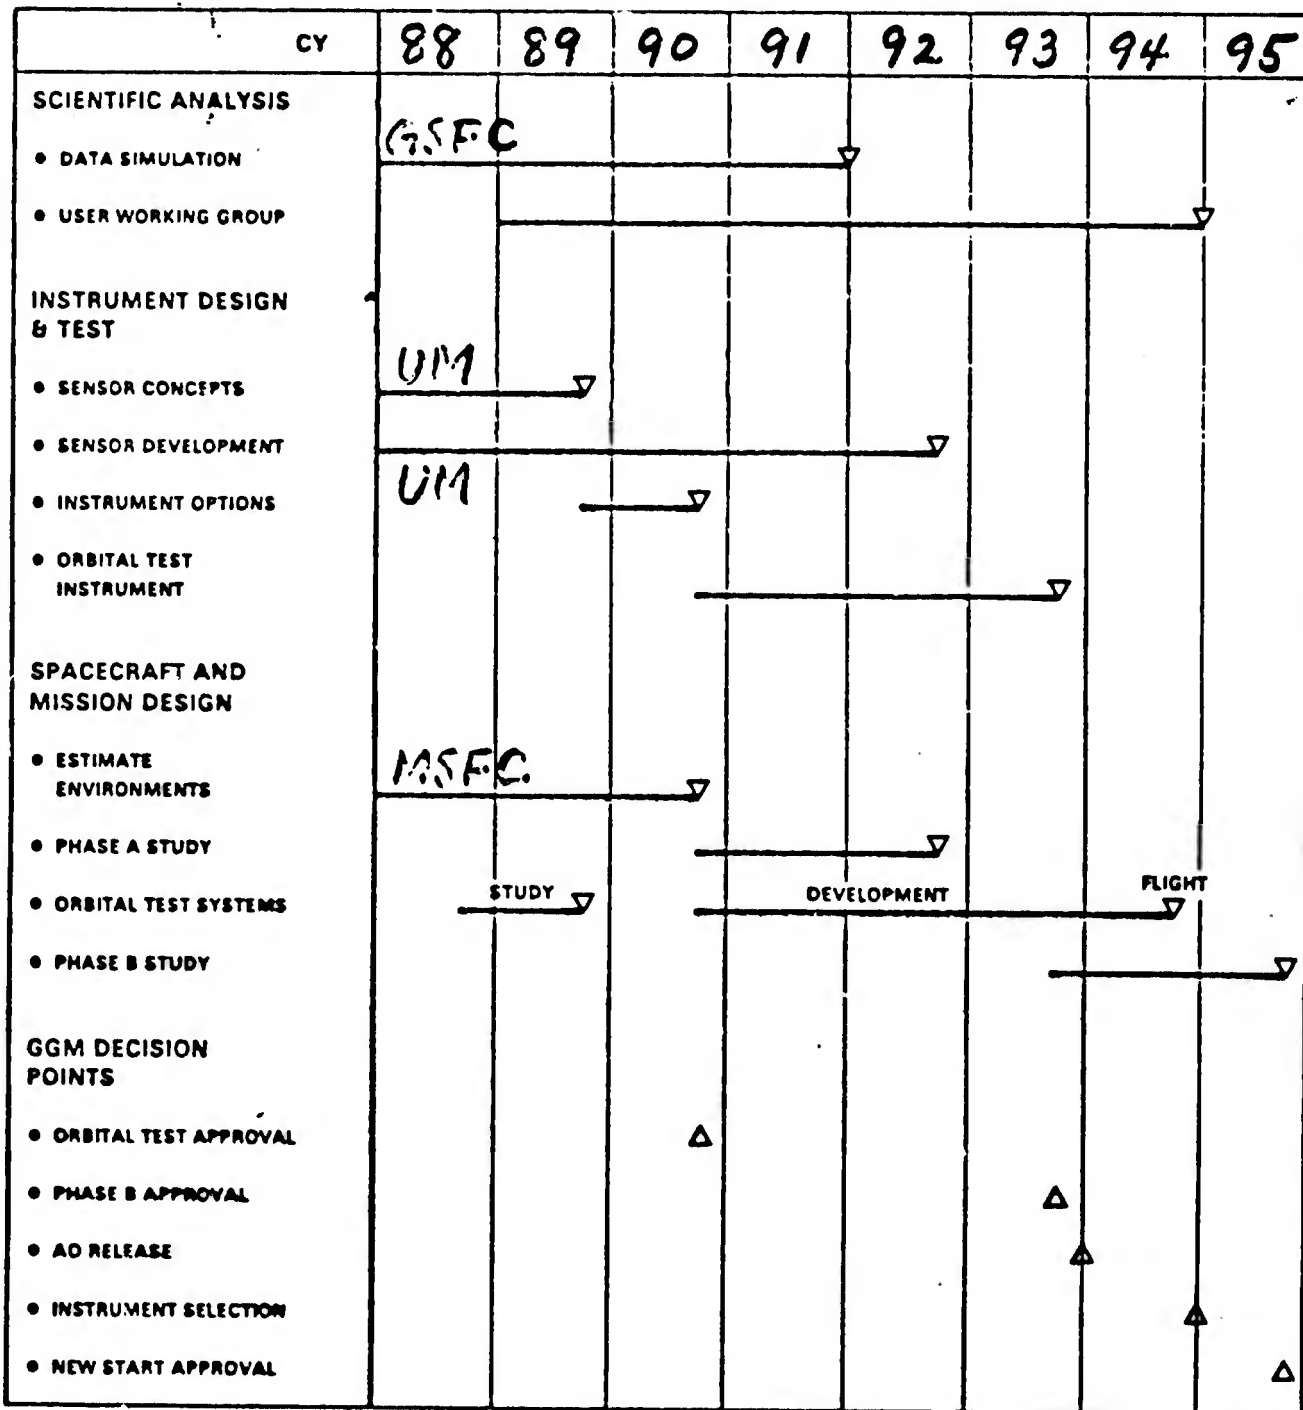 CY 88 89 90 91 92 93 94 95
SCIENTIFIC ANALYSIS
GSFC
• DATA SIMULATION
• USER WORKING GROUP
INSTRUMENT DESIGN
& TEST
UM
• SENSOR CONCEPTS
• SENSOR DEVELOPMENT
UM
• INSTRUMENT OPTIONS
• ORBITAL TEST
INSTRUMENT
SPACECRAFT AND
MISSION DESIGN
• ESTIMATE
ENVIRONMENTS
MSFC
• PHASE A STUDY
• ORBITAL TEST SYSTEMS STUDY DEVELOPMENT FLIGHT
• PHASE B STUDY
GGM DECISION
POINTS
• ORBITAL TEST APPROVAL
• PHASE B APPROVAL
• AO RELEASE
• INSTRUMENT SELECTION
• NEW START APPROVAL